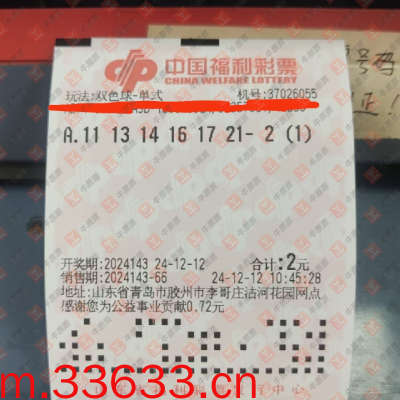 中国福利彩票
CHINA WELFARE LOTTERY
玩法:双色球-单式 机号:37026055
A.11 13 14 16 17 21- 2 (1)
开奖期:2024143 24-12-12 合计:2元
销售期:2024143-66 24-12-12 10:45:28
地址:山东省青岛市胶州市李哥庄沽河花园网点
感谢您为公益事业贡献0.72元
m.33633.cn
号码
证